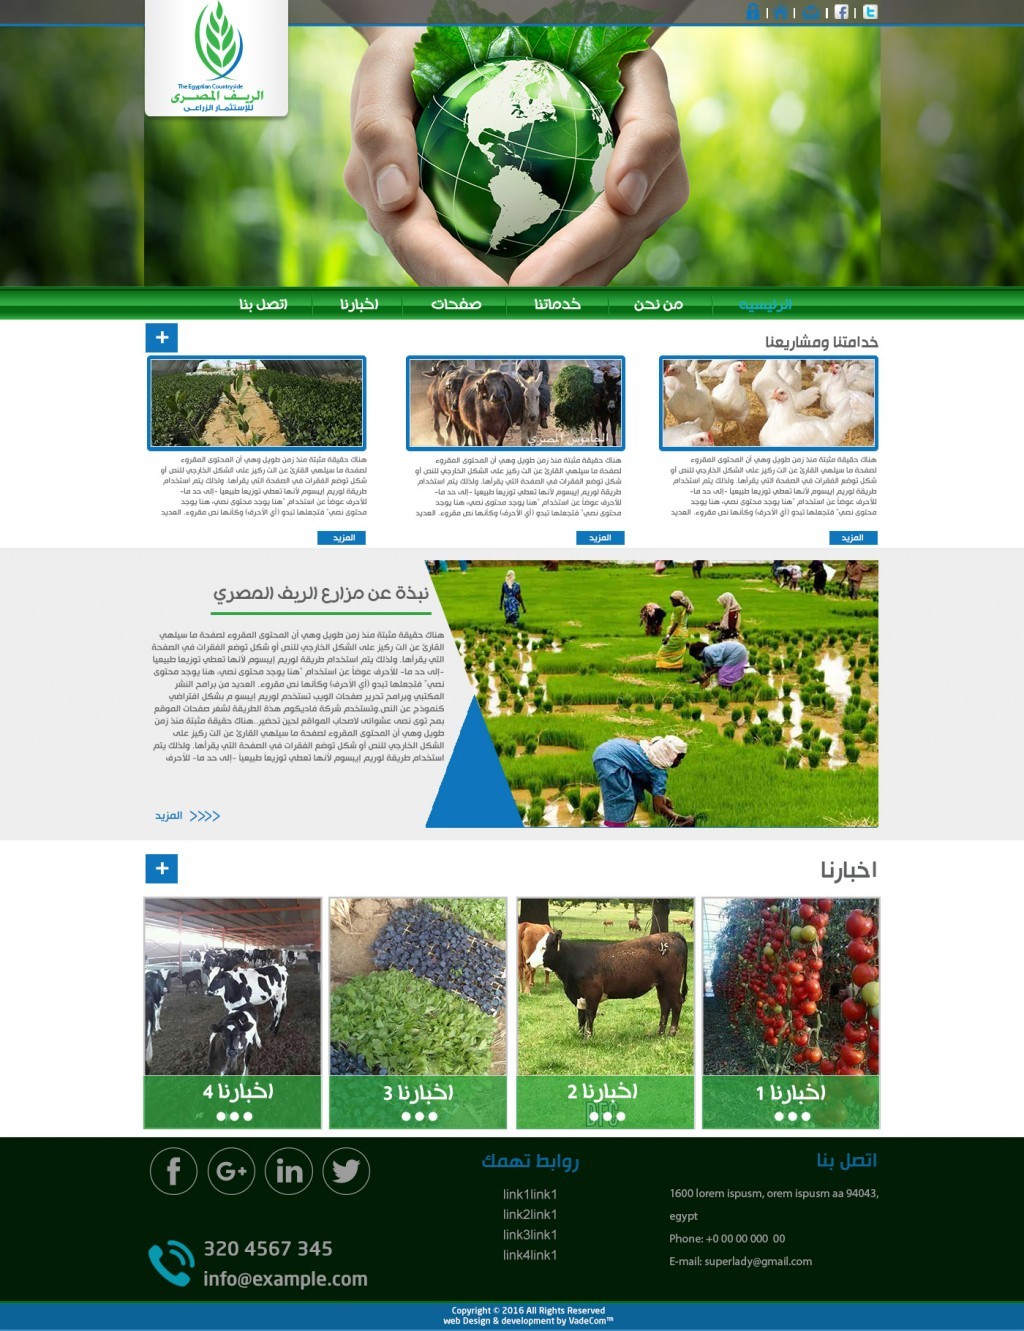 The Egyptian Countryside
الريف المصرى
للإستثمار الزراعى
الرئيسية
من نحن
خدماتنا
صفحات
اخبارنا
اتصل بنا
خدامتنا ومشاريعنا
+
الجاموس المصري
هناك حقيقة مثبتة منذ زمن طويل وهي أن المحتوى المقروء
لصفحة ما سيلهي القارئ عن الت ركيز على الشكل الخارجي للنص أو
شكل توضع الفقرات في الصفحة التي يقرأها. ولذلك يتم استخدام
طريقة لوريم إيبسوم لأنها تعطي توزيعا طبيعيا -إلى حد ما-
للأحرف عوضا عن استخدام "هنا يوجد محتوى نصي، هنا يوجد
محتوى نصي" فتجعلها تبدو (أي الأحرف) وكأنها نص مقروء. العديد
المزيد
هناك حقيقة مثبتة منذ زمن طويل وهي أن المحتوى المقروء
لصفحة ما سيلهي القارئ عن الت ركيز على الشكل الخارجي للنص أو
شكل توضع الفقرات في الصفحة التي يقرأها. ولذلك يتم استخدام
طريقة لوريم إيبسوم لأنها تعطي توزيعا طبيعيا -إلى حد ما-
للأحرف عوضا عن استخدام "هنا يوجد محتوى نصي، هنا يوجد
محتوى نصي" فتجعلها تبدو (أي الأحرف) وكأنها نص مقروء. العديد
المزيد
هناك حقيقة مثبتة منذ زمن طويل وهي أن المحتوى المقروء
لصفحة ما سيلهي القارئ عن الت ركيز على الشكل الخارجي للنص أو
شكل توضع الفقرات في الصفحة التي يقرأها. ولذلك يتم استخدام
طريقة لوريم إيبسوم لأنها تعطي توزيعا طبيعيا -إلى حد ما-
للأحرف عوضا عن استخدام "هنا يوجد محتوى نصي، هنا يوجد
محتوى نصي" فتجعلها تبدو (أي الأحرف) وكأنها نص مقروء. العديد
المزيد
نبذة عن مزارع الريف المصري
هناك حقيقة مثبتة منذ زمن طويل وهي أن المحتوى المقروء لصفحة ما سيلهي
القارئ عن الت ركيز على الشكل الخارجي للنص أو شكل توضع الفقرات في الصفحة
التي يقرأها. ولذلك يتم استخدام طريقة لوريم إيبسوم لأنها تعطي توزيعا طبيعيا
-إلى حد ما- للأحرف عوضا عن استخدام "هنا يوجد محتوى نصي، هنا يوجد محتوى
نصي" فتجعلها تبدو (أي الأحرف) وكأنها نص مقروء. العديد من برامح النشر
المكتبي وبرامح تحرير صفحات الويب تستخدم لوريم إيبسو م بشكل افتراضي
كنموذج عن النص.وتستخدم شركة فاديكوم هذة الطريقة لشغر صفحات الموقع
بمح توى نصى عشوائى لاصحاب المواقع لحين تحضير..هناك حقيقة مثبتة منذ زمن
طويل وهي أن المحتوى المقروء لصفحة ما سيلهي القارئ عن الت ركيز على
الشكل الخارجي للنص أو شكل توضع الفقرات في الصفحة التي يقرأها. ولذلك يتم
استخدام طريقة لوريم إيبسوم لأنها تعطي توزيعا طبيعيا -إلى حد ما- للأحرف
المزيد
اخبارنا
+
اخبارنا 1
اخبارنا 2
DFC
اخبارنا 3
اخبارنا 4
اتصل بنا
1600 lorem ispusm, orem ispusm aa 94043,
egypt
Phone: +0 00 00 000 00
E-mail: superlady@gmail.com
روابط تهمك
link1link1
link2link1
link3link1
link4link1
320 4567 345
info@example.com
Copyright © 2016 All Rights Reserved
web Design & development by VadeCom™